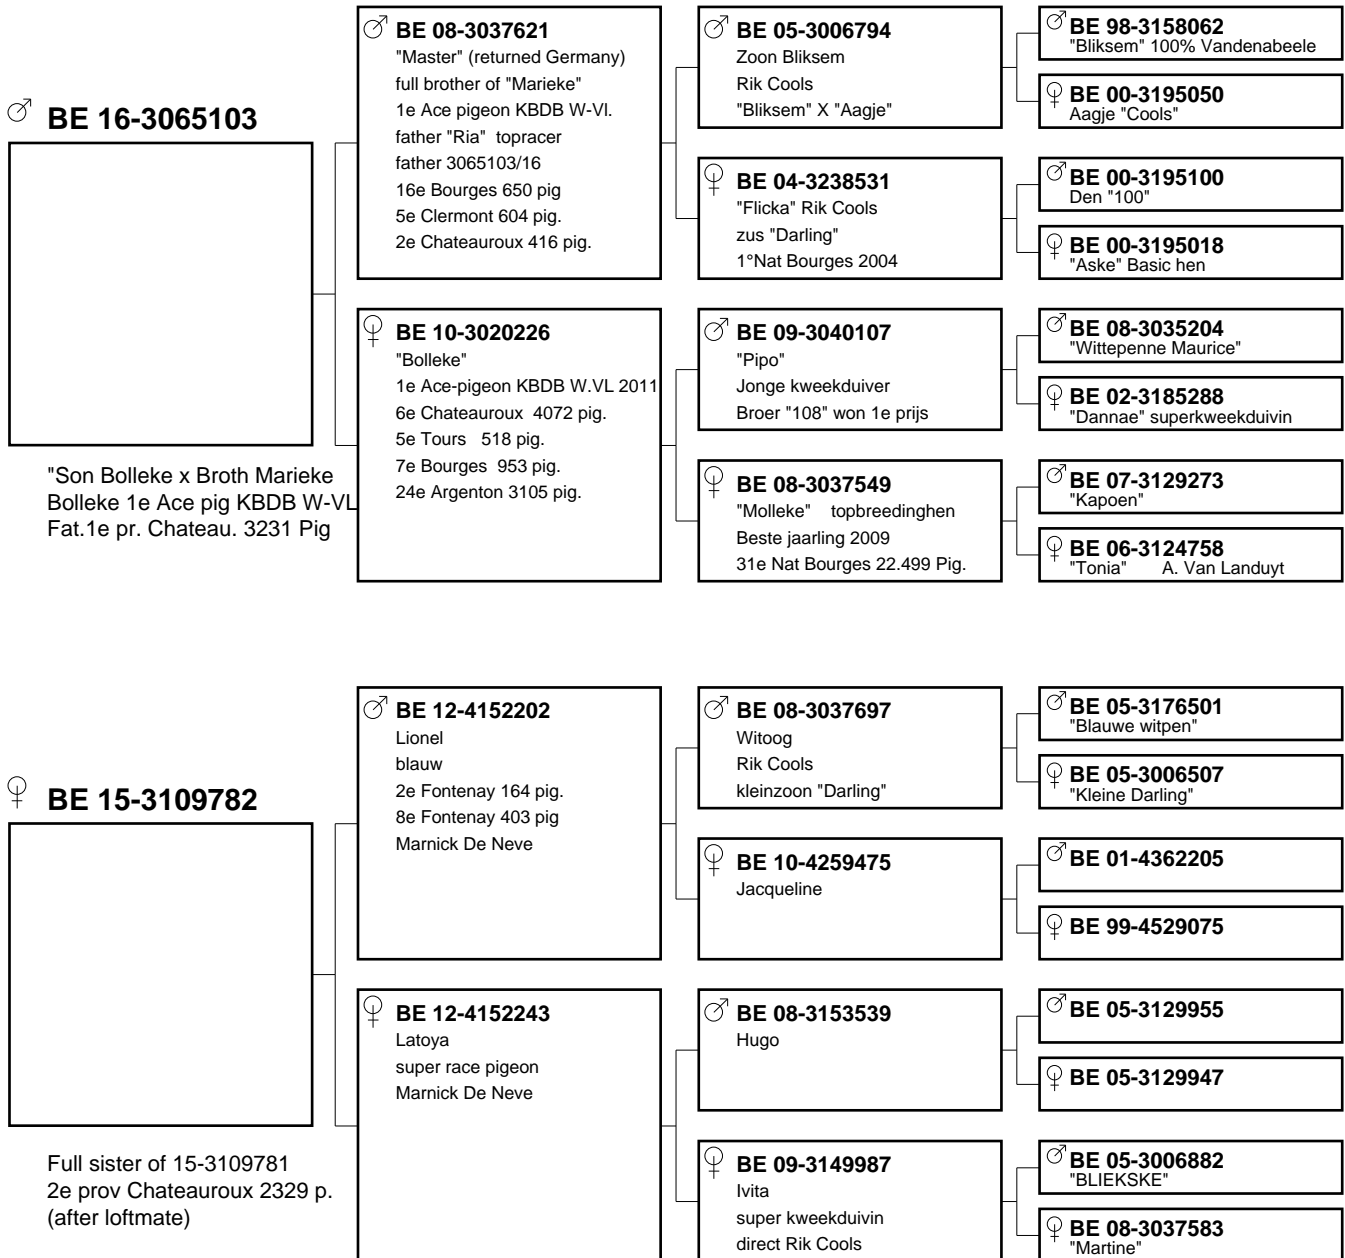 ♂ BE 16-3065103
"Son Bolleke x Broth Marieke
Bolleke 1e Ace pig KBDB W-VL
Fat.1e pr. Chateau. 3231 Pig
♂ BE 08-3037621
"Master" (returned Germany)
full brother of "Marieke"
1e Ace pigeon KBDB W-Vl.
father "Ria" topracer
father 3065103/16
16e Bourges 650 pig
5e Clermont 604 pig.
2e Chateauroux 416 pig.
♀ BE 10-3020226
"Bolleke"
1e Ace-pigeon KBDB W.VL 2011
6e Chateauroux 4072 pig.
5e Tours 518 pig.
7e Bourges 953 pig.
24e Argenton 3105 pig.
♂ BE 05-3006794
Zoon Bliksem
Rik Cools
"Bliksem" X "Aagje"
♀ BE 04-3238531
"Flicka" Rik Cools
zus "Darling"
1°Nat Bourges 2004
♂ BE 09-3040107
"Pipo"
Jonge kweekduiver
Broer "108" won 1e prijs
♀ BE 08-3037549
"Molleke" topbreedinghen
Beste jaarling 2009
31e Nat Bourges 22.499 Pig.
♂ BE 98-3158062
"Bliksem" 100% Vandenabeele
♀ BE 00-3195050
Aagje "Cools"
♂ BE 00-3195100
Den "100"
♀ BE 00-3195018
"Aske" Basic hen
♂ BE 08-3035204
"Wittepenne Maurice"
♀ BE 02-3185288
"Dannae" superkweekduivin
♂ BE 07-3129273
"Kapoen"
♀ BE 06-3124758
"Tonia" A. Van Landuyt
♀ BE 15-3109782
Full sister of 15-3109781
2e prov Chateauroux 2329 p.
(after loftmate)
♂ BE 12-4152202
Lionel
blauw
2e Fontenay 164 pig.
8e Fontenay 403 pig
Marnick De Neve
♀ BE 12-4152243
Latoya
super race pigeon
Marnick De Neve
♂ BE 08-3037697
Witoog
Rik Cools
kleinzoon "Darling"
♀ BE 10-4259475
Jacqueline
♂ BE 08-3153539
Hugo
♀ BE 09-3149987
Ivita
super kweekduivin
direct Rik Cools
♂ BE 05-3176501
"Blauwe witpen"
♀ BE 05-3006507
"Kleine Darling"
♂ BE 01-4362205
♀ BE 99-4529075
♂ BE 05-3129955
♀ BE 05-3129947
♂ BE 05-3006882
"BLIEKSKE"
♀ BE 08-3037583
"Martine"